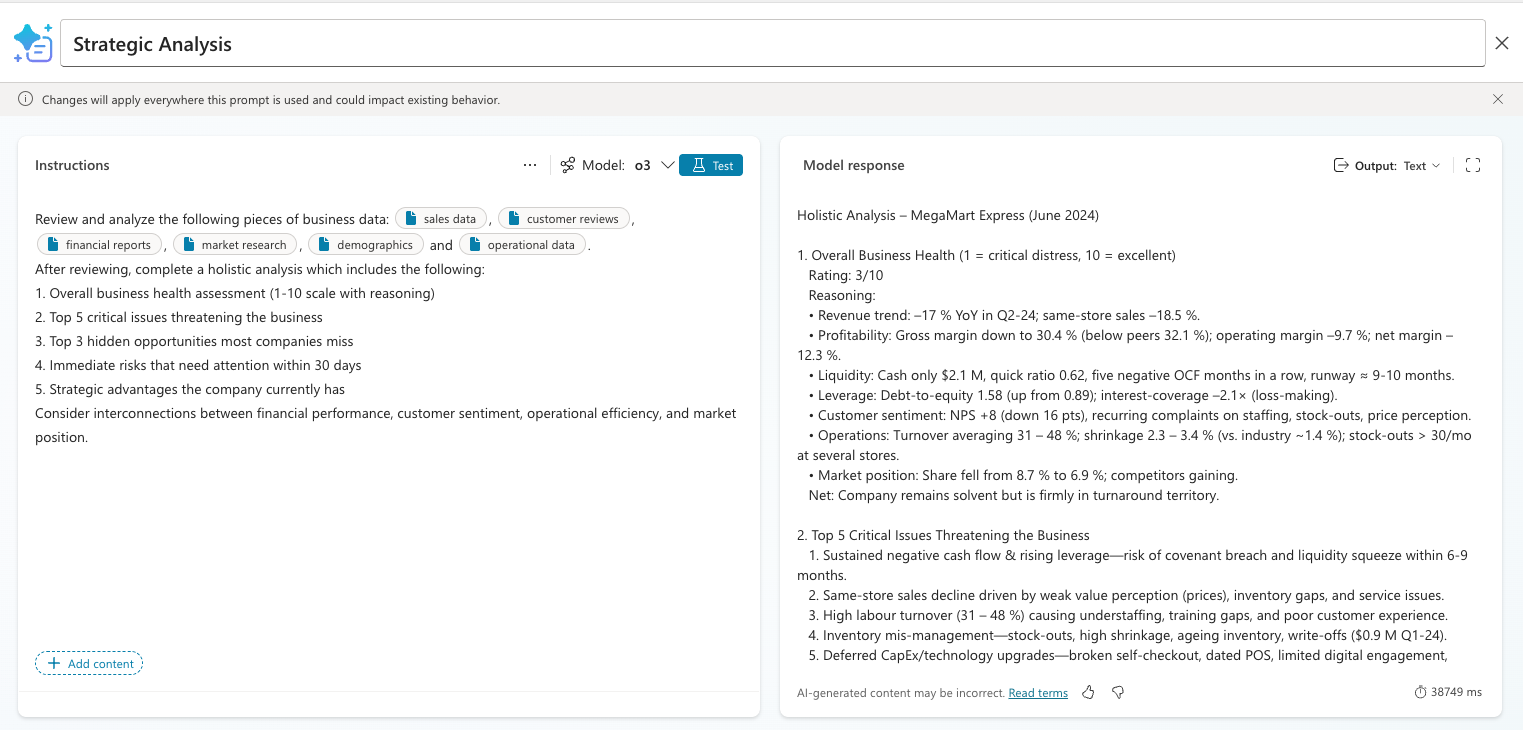 Strategic Analysis
Changes will apply everywhere this prompt is used and could impact existing behavior.
Instructions
Model: o3
Test
Review and analyze the following pieces of business data: sales data , customer reviews ,
financial reports , market research , demographics and operational data .
After reviewing, complete a holistic analysis which includes the following:
1. Overall business health assessment (1-10 scale with reasoning)
2. Top 5 critical issues threatening the business
3. Top 3 hidden opportunities most companies miss
4. Immediate risks that need attention within 30 days
5. Strategic advantages the company currently has
Consider interconnections between financial performance, customer sentiment, operational efficiency, and market
position.
+ Add content
Model response
Output: Text
Holistic Analysis – MegaMart Express (June 2024)
1. Overall Business Health (1 = critical distress, 10 = excellent)
Rating: 3/10
Reasoning:
• Revenue trend: –17 % YoY in Q2-24; same-store sales –18.5 %.
• Profitability: Gross margin down to 30.4 % (below peers 32.1 %); operating margin –9.7 %; net margin –
12.3 %.
• Liquidity: Cash only $2.1 M, quick ratio 0.62, five negative OCF months in a row, runway ≈ 9-10 months.
• Leverage: Debt-to-equity 1.58 (up from 0.89); interest-coverage –2.1× (loss-making).
• Customer sentiment: NPS +8 (down 16 pts), recurring complaints on staffing, stock-outs, price perception.
• Operations: Turnover averaging 31 – 48 %; shrinkage 2.3 – 3.4 % (vs. industry ~1.4 %); stock-outs > 30/mo
at several stores.
• Market position: Share fell from 8.7 % to 6.9 %; competitors gaining.
Net: Company remains solvent but is firmly in turnaround territory.
2. Top 5 Critical Issues Threatening the Business
1. Sustained negative cash flow & rising leverage—risk of covenant breach and liquidity squeeze within 6-9
months.
2. Same-store sales decline driven by weak value perception (prices), inventory gaps, and service issues.
3. High labour turnover (31 – 48 %) causing understaffing, training gaps, and poor customer experience.
4. Inventory mis-management—stock-outs, high shrinkage, ageing inventory, write-offs ($0.9 M Q1-24).
5. Deferred CapEx/technology upgrades—broken self-checkout, dated POS, limited digital engagement,
AI-generated content may be incorrect. Read terms
38749 ms